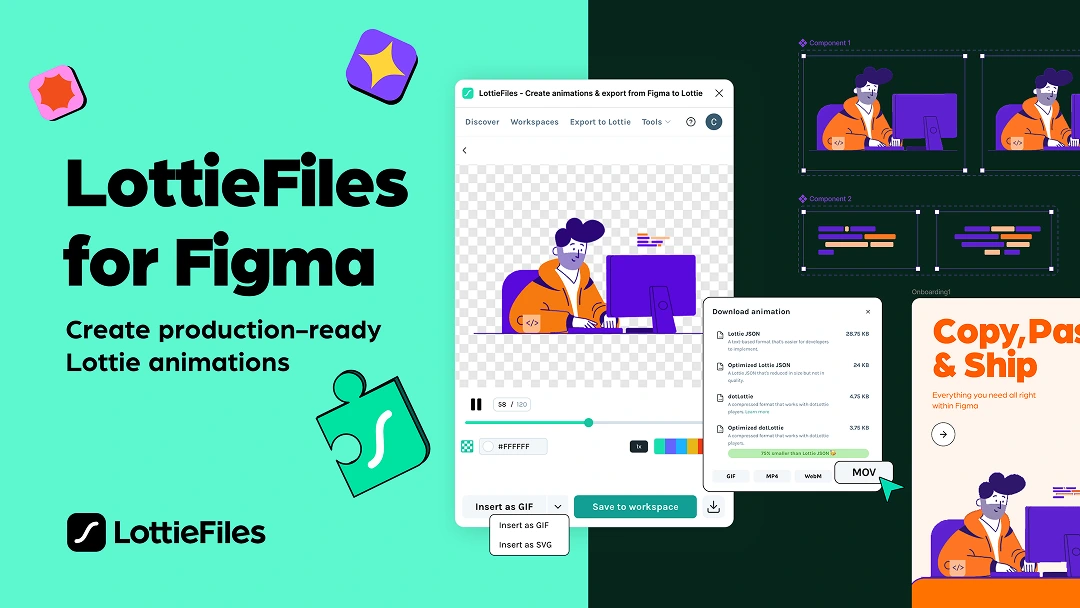 LottieFiles
for Figma
Create production-ready
Lottie animations
LottieFiles
LottieFiles - Create animations & export from Figma to Lottie
Discover Workspaces Export to Lottie Tools
C
</>
58 / 120
#FFFFFF
1x
Insert as GIF
Save to workspace
Insert as GIF
Insert as SVG
Download animation
Lottie JSON 28.75 KB
A text-based format that's easier for developers
to implement.
Optimized Lottie JSON 24 KB
A Lottie JSON that's reduced in size but not in
quality.
dotLottie 4.75 KB
A compressed format that works with dotLottie
players. Learn more
Optimized dotLottie 3.75 KB
A compressed format that works with dotLottie
players.
75% smaller than Lottie JSON
GIF MP4 WebM MOV
Component 1
</> </>
Component 2
Onboarding1
Copy, Pas
& Ship
Everything you need all right
within Figma
</>